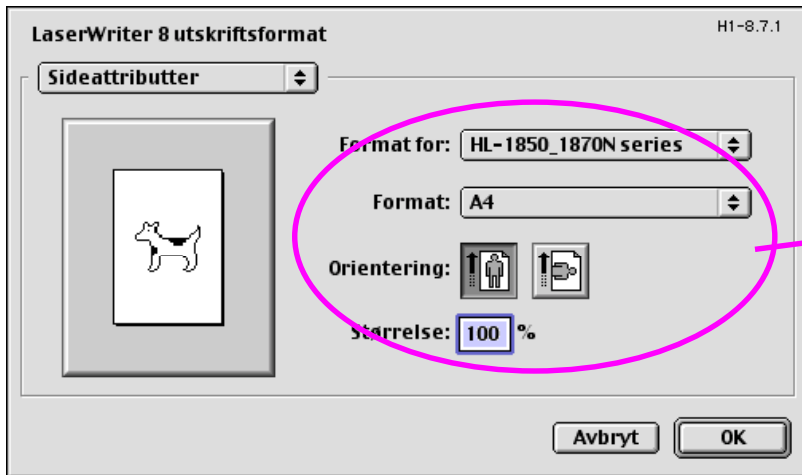 LaserWriter 8 utskriftsformat
H1-8.7.1
Sideattributter
Format for: HL-1850_1870N series
Format: A4
Orientering:
Størrelse: 100 %
Avbryt OK